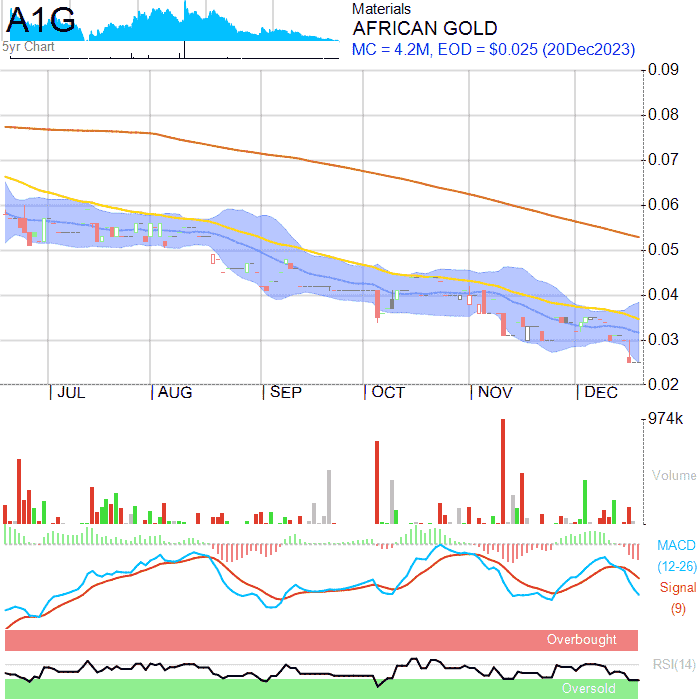 A1G
5yr Chart
Materials
AFRICAN GOLD
MC = 4.2M, EOD = $0.025 (20Dec2023)
0.09
0.08
0.07
0.06
0.05
0.04
0.03
0.02
JUL AUG SEP OCT NOV DEC
974k
Volume
MACD
(12-26)
Signal
(9)
Overbought
RSI(14)
Oversold